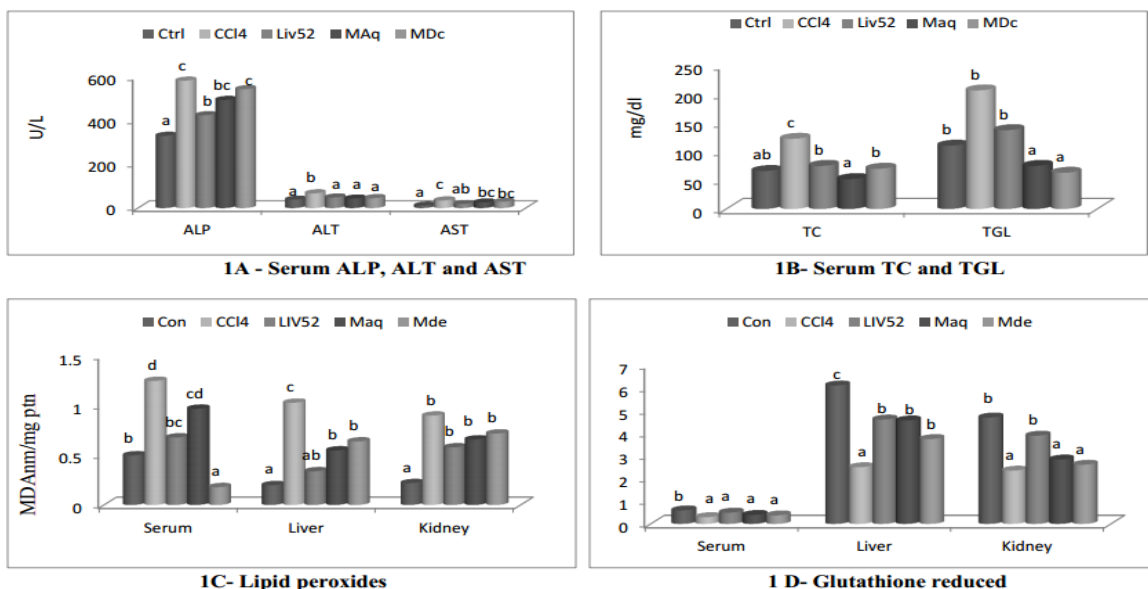 Ctrl CCl4 Liv52 MAq MDc
U/L
600
400
200
0
a c b bc c
a b a a a
a c ab bc bc
ALP ALT AST
1A - Serum ALP, ALT and AST
Ctrl CCl4 Liv52 Maq MDc
mg/dl
250
200
150
100
50
0
ab c b a b
b b b a a
TC TGL
1B- Serum TC and TGL
Con CCl4 LIV52 Maq Mde
MDAnm/mg ptn
1.5
1
0.5
0
b d bc cd a
a c ab b b
a b b b b
Serum Liver Kidney
1C- Lipid peroxides
Con CCl4 LIV52 Maq Mde
7
6
5
4
3
2
1
0
b a a a a
c a b b b
b a b a a
Serum Liver Kidney
1 D- Glutathione reduced